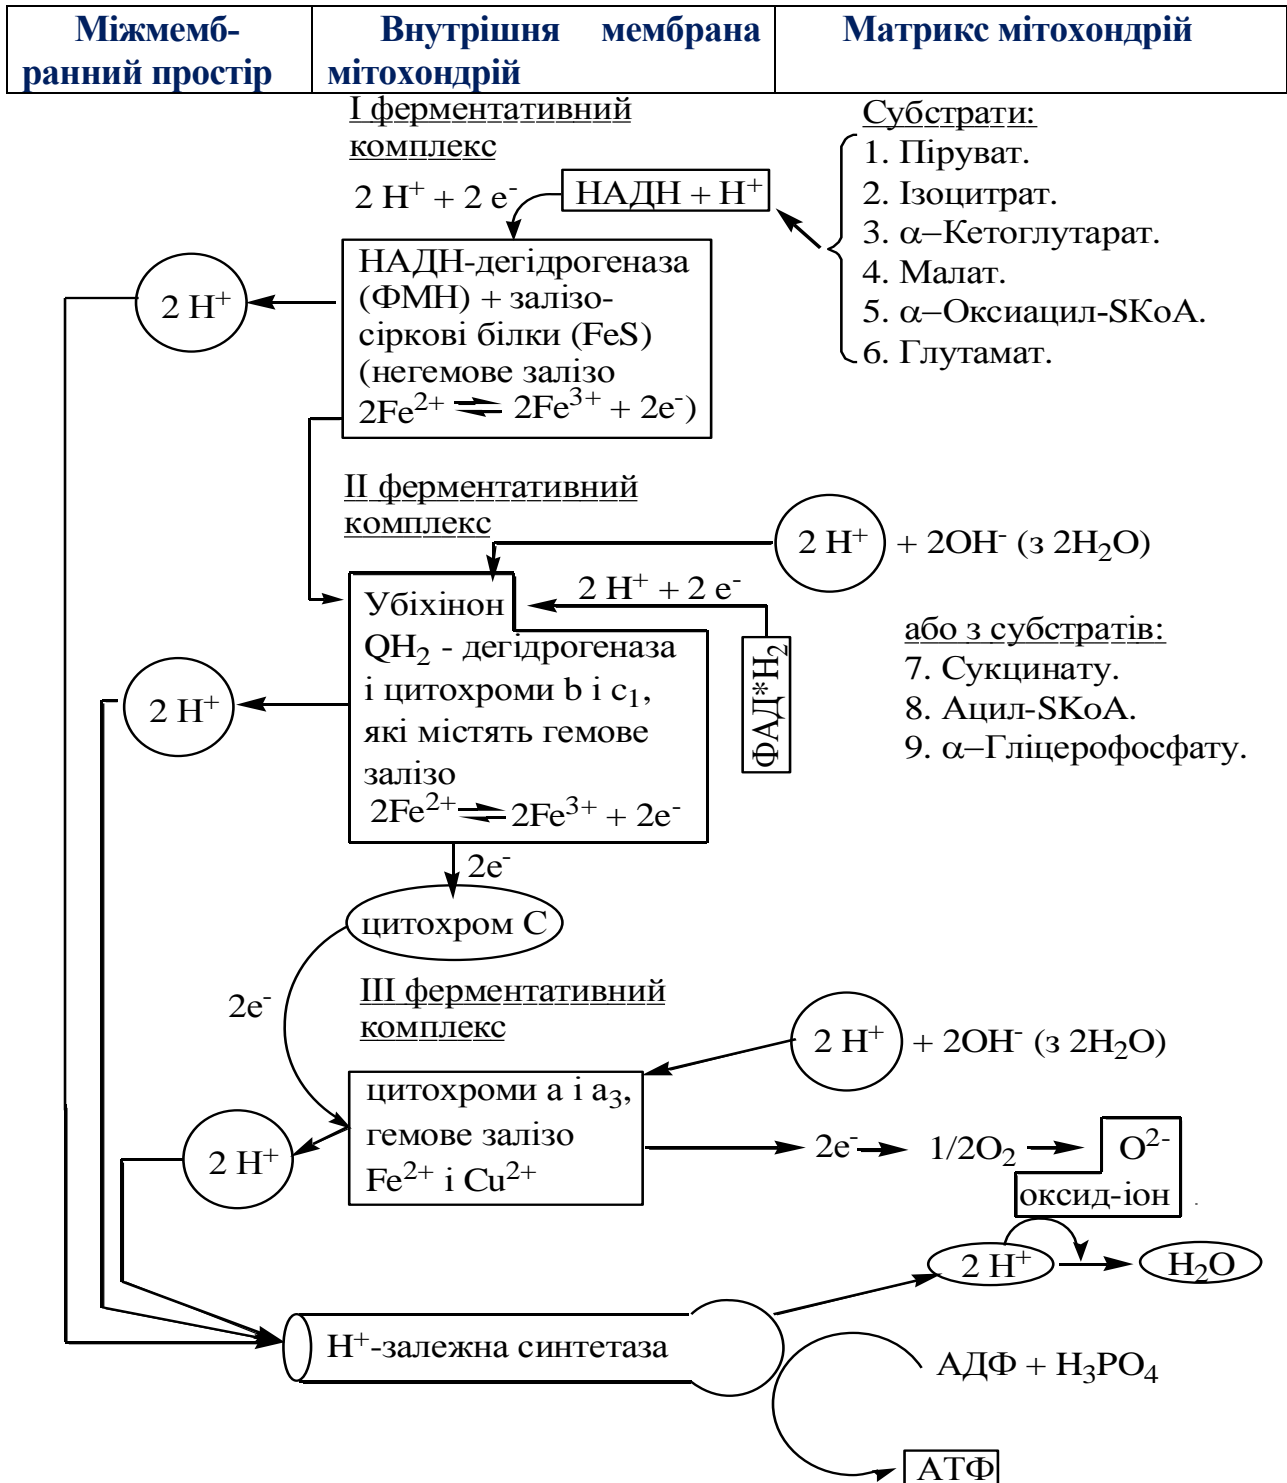 Міжмемб-
ранний простір
Внутрішня мембрана
мітохондрій
Матрикс мітохондрій
І ферментативний
комплекс
2 H⁺ + 2 e⁻
НАДН + H⁺
Субстрати:
1. Піруват.
2. Ізоцитрат.
3. α–Кетоглутарат.
4. Малат.
5. α–Оксиацил-SКоА.
6. Глутамат.
2 H⁺
НАДН-дегідрогеназа
(ФМН) + залізо-
сіркові білки (FeS)
(негемове залізо
2Fe²⁺ ⇌ 2Fe³⁺ + 2e⁻)
ІІ ферментативний
комплекс
2 H⁺ + 2OH⁻ (з 2H₂O)
2 H⁺ + 2 e⁻
Убіхінон
QH₂ - дегідрогеназа
і цитохроми b і c₁,
які містять гемове
залізо
2Fe²⁺ ⇌ 2Fe³⁺ + 2e⁻
ФАД*H₂
або з субстратів:
7. Сукцинату.
8. Ацил-SKoA.
9. α–Гліцерофосфату.
2 H⁺
2e⁻
цитохром С
2e⁻
ІІІ ферментативний
комплекс
2 H⁺ + 2OH⁻ (з 2H₂O)
цитохроми a і a₃,
гемове залізо
Fe²⁺ і Cu²⁺
2 H⁺
2e⁻ → 1/2O₂ → O²⁻
оксид-іон
2 H⁺ → H₂O
H⁺-залежна синтетаза
АДФ + H₃PO₄
АТФ